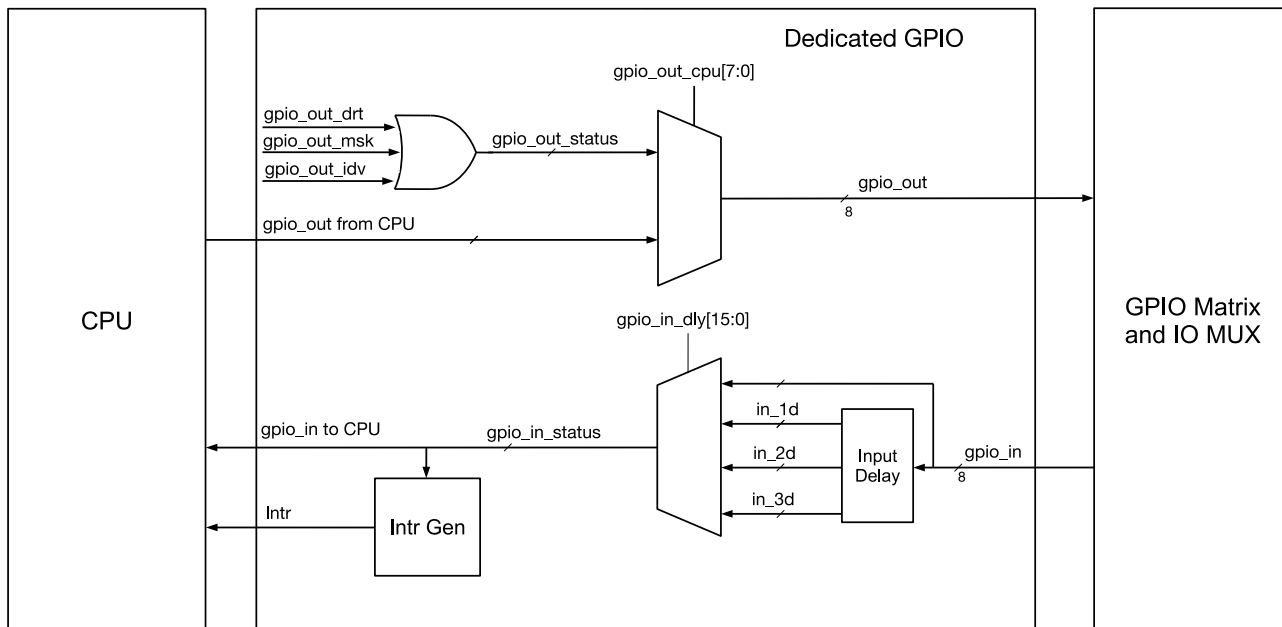 Dedicated GPIO
gpio_out_cpu[7:0]
gpio_out_drt
gpio_out_msk
gpio_out_idv
gpio_out_status
gpio_out
8
gpio_out from CPU
CPU
GPIO Matrix
and IO MUX
gpio_in_dly[15:0]
in_1d
in_2d
in_3d
Input
Delay
gpio_in
8
gpio_in to CPU
gpio_in_status
Intr
Intr Gen